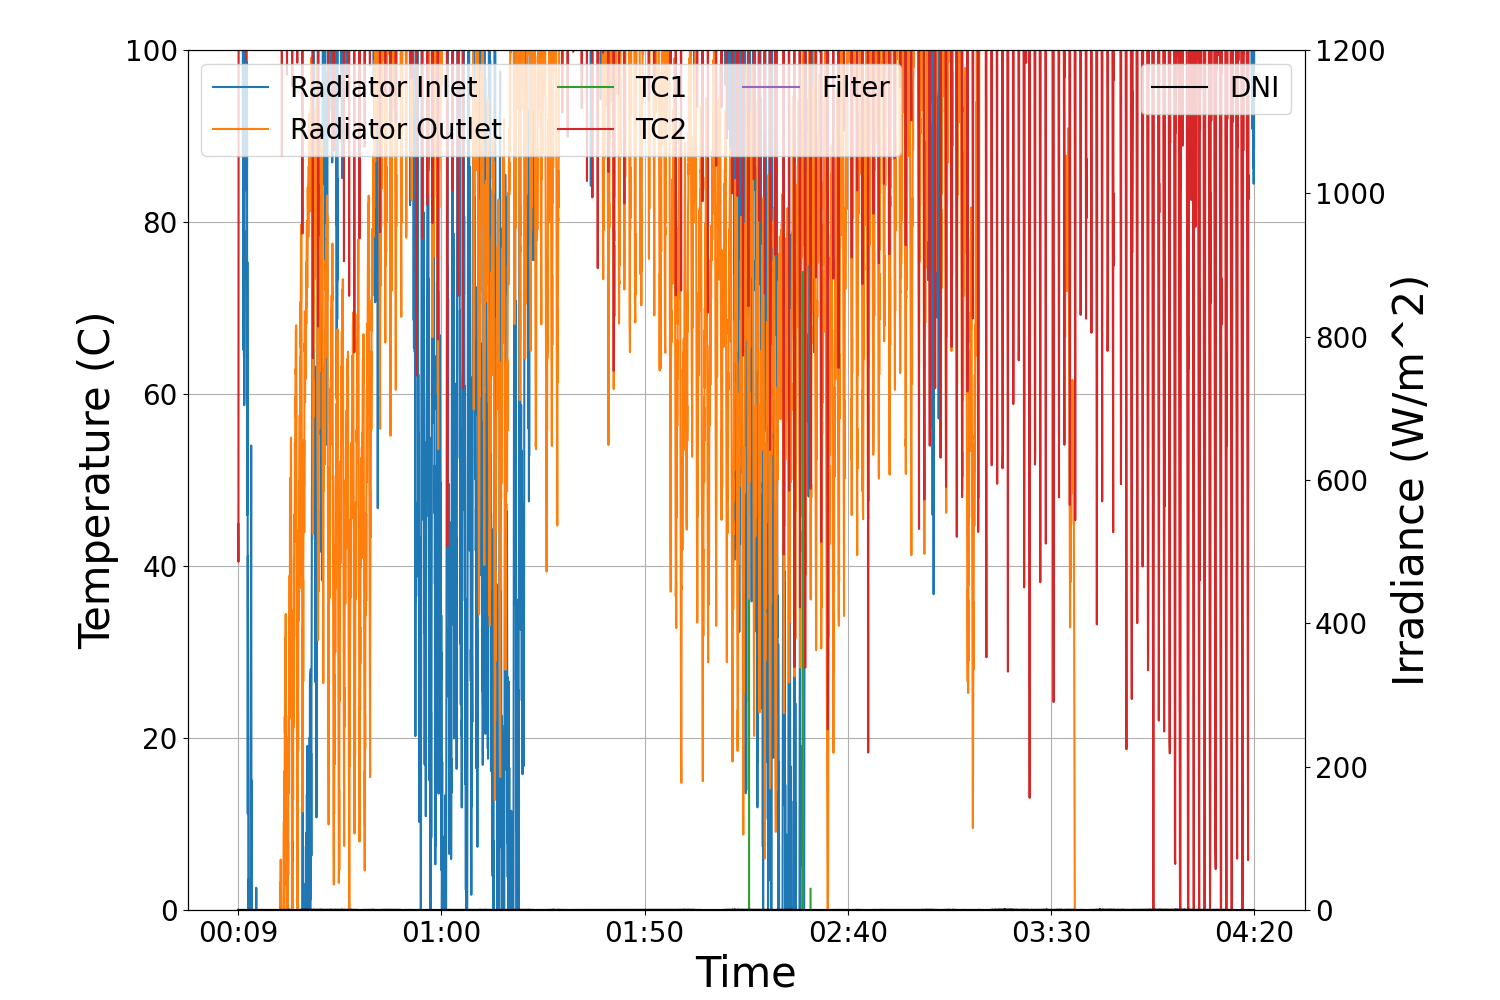 100
80
60
40
20
0
Temperature (C)
Radiator Inlet
Radiator Outlet
TC1
TC2
Filter
DNI
1200
1000
800
600
400
200
0
Irradiance (W/m^2)
00:09
01:00
01:50
02:40
03:30
04:20
Time